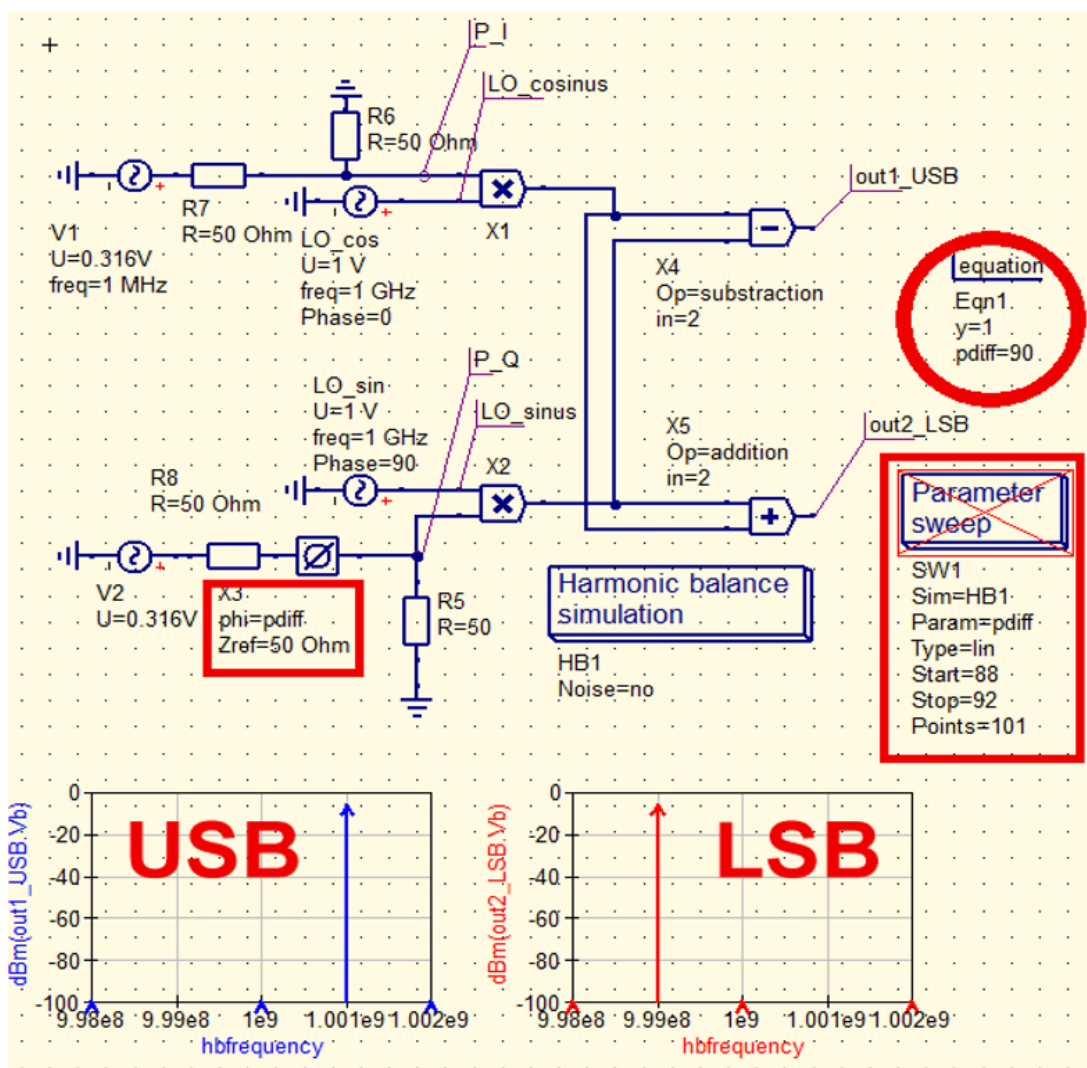 P_I
LO_cosinus
R6
R=50 Ohm
out1_USB
R7
R=50 Ohm
X1
V1
U=0.316V
freq=1 MHz
LO_cos
U=1 V
freq=1 GHz
Phase=0
X4
Op=substraction
in=2
equation
Eqn1
y=1
pdiff=90
P_Q
LO_sin
U=1 V
freq=1 GHz
Phase=90
LO_sinus
out2_LSB
X5
Op=addition
in=2
R8
R=50 Ohm
X2
Parameter
sweep
SW1
Sim=HB1
Param=pdiff
Type=lin
Start=88
Stop=92
Points=101
V2
U=0.316V
X3
phi=pdiff
Zref=50 Ohm
R5
R=50
Harmonic balance
simulation
HB1
Noise=no
dBm(out1_USB.Vb)
0
-20
-40
-60
-80
-100
USB
9.98e8 9.99e8 1e9 1.001e9 1.002e9
hbfrequency
dBm(out2_LSB.Vb)
0
-20
-40
-60
-80
-100
LSB
9.98e8 9.99e8 1e9 1.001e9 1.002e9
hbfrequency